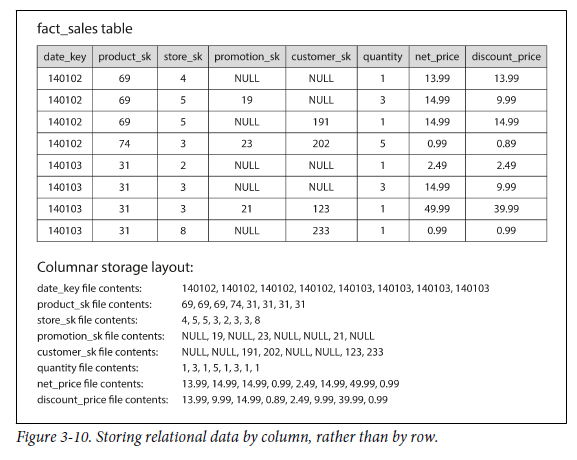 fact_sales table
date_key product_sk store_sk promotion_sk customer_sk quantity net_price discount_price
140102 69 4 NULL NULL 1 13.99 13.99
140102 69 5 19 NULL 3 14.99 9.99
140102 69 5 NULL 191 1 14.99 14.99
140102 74 3 23 202 5 0.99 0.89
140103 31 2 NULL NULL 1 2.49 2.49
140103 31 3 NULL NULL 3 14.99 9.99
140103 31 3 21 123 1 49.99 39.99
140103 31 8 NULL 233 1 0.99 0.99
Columnar storage layout:
date_key file contents: 140102, 140102, 140102, 140102, 140103, 140103, 140103, 140103
product_sk file contents: 69, 69, 69, 74, 31, 31, 31, 31
store_sk file contents: 4, 5, 5, 3, 2, 3, 3, 8
promotion_sk file contents: NULL, 19, NULL, 23, NULL, NULL, 21, NULL
customer_sk file contents: NULL, NULL, 191, 202, NULL, NULL, 123, 233
quantity file contents: 1, 3, 1, 5, 1, 3, 1, 1
net_price file contents: 13.99, 14.99, 14.99, 0.99, 2.49, 14.99, 49.99, 0.99
discount_price file contents: 13.99, 9.99, 14.99, 0.89, 2.49, 9.99, 39.99, 0.99
Figure 3-10. Storing relational data by column, rather than by row.